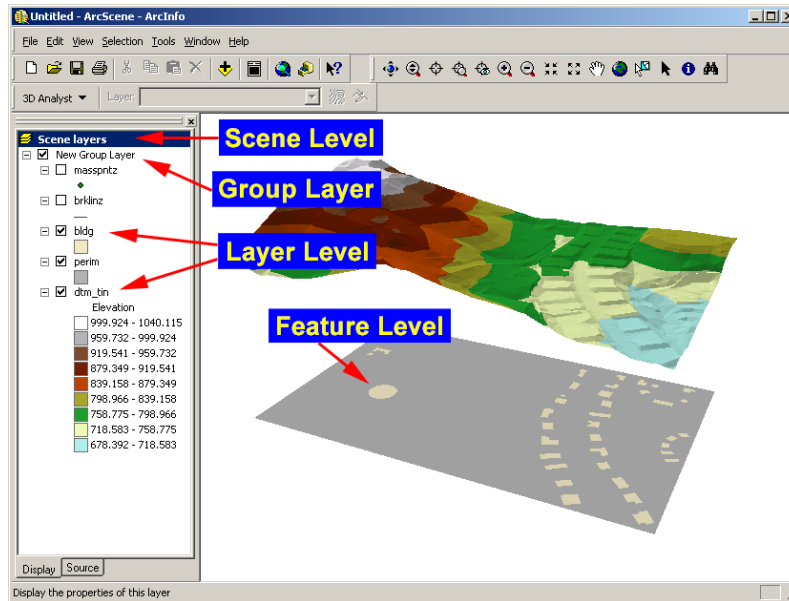 Untitled - ArcScene - ArcInfo
File Edit View Selection Tools Window Help
3D Analyst Layer:
Scene layers
Scene Level
New Group Layer
Group Layer
masspntz
brklinz
bldg
Layer Level
perim
dtm_tin
Elevation
999.924 - 1040.115
959.732 - 999.924
919.541 - 959.732
879.349 - 919.541
839.158 - 879.349
798.966 - 839.158
758.775 - 798.966
718.583 - 758.775
678.392 - 718.583
Feature Level
Display Source
Display the properties of this layer